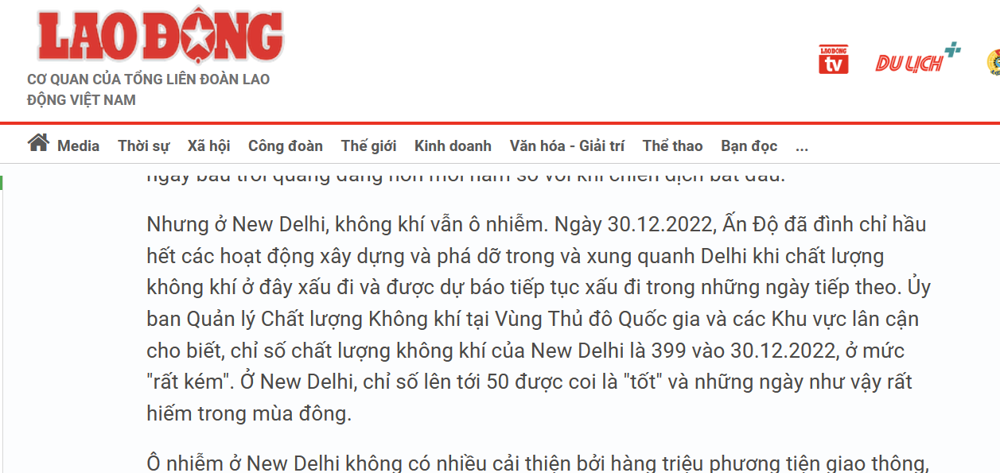 LAO ĐỘNG
CƠ QUAN CỦA TỔNG LIÊN ĐOÀN LAO
ĐỘNG VIỆT NAM
LAO ĐỘNG
tv
DU LỊCH+
Media Thời sự Xã hội Công đoàn Thế giới Kinh doanh Văn hóa - Giải trí Thể thao Bạn đọc ...
ngày bầu trời quang đãng hơn mỗi năm so với khi chiến dịch bắt đầu.
Nhưng ở New Delhi, không khí vẫn ô nhiễm. Ngày 30.12.2022, Ấn Độ đã đình chỉ hầu
hết các hoạt động xây dựng và phá dỡ trong và xung quanh Delhi khi chất lượng
không khí ở đây xấu đi và được dự báo tiếp tục xấu đi trong những ngày tiếp theo. Ủy
ban Quản lý Chất lượng Không khí tại Vùng Thủ đô Quốc gia và các Khu vực lân cận
cho biết, chỉ số chất lượng không khí của New Delhi là 399 vào 30.12.2022, ở mức
"rất kém". Ở New Delhi, chỉ số lên tới 50 được coi là "tốt" và những ngày như vậy rất
hiếm trong mùa đông.
Ô nhiễm ở New Delhi không có nhiều cải thiện bởi hàng triệu phương tiện giao thông,